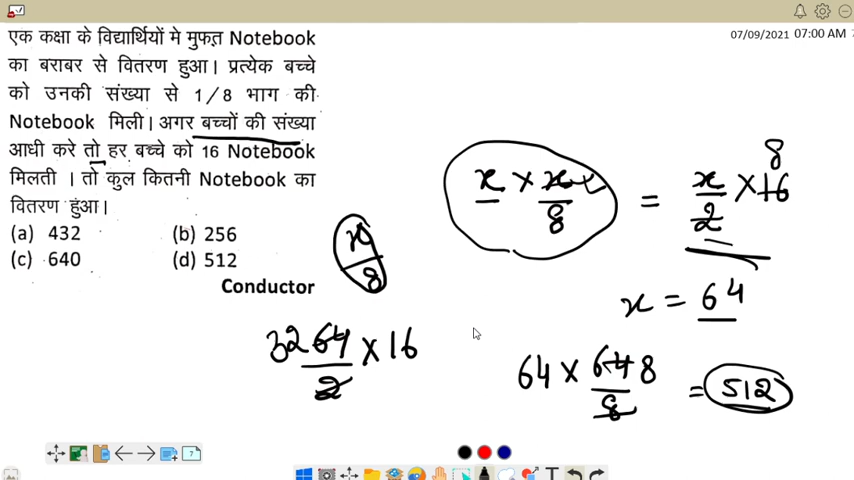 07/09/2021 07:00 AM
एक कक्षा के विद्यार्थियों मे मुफत Notebook
का बराबर से वितरण हुआ। प्रत्येक बच्चे
को उनकी संख्या से 1/8 भाग की
Notebook मिली। अगर बच्चों की संख्या
आधी करे तो हर बच्चे को 16 Notebook
मिलती । तो कुल कितनी Notebook का
वितरण हुंआ।
(a) 432 (b) 256
(c) 640 (d) 512
Conductor
x/8
x × x/8 = x/2 × 16 8
x = 64
32 64/2 × 16
64 × 64/8 8 = 512
7